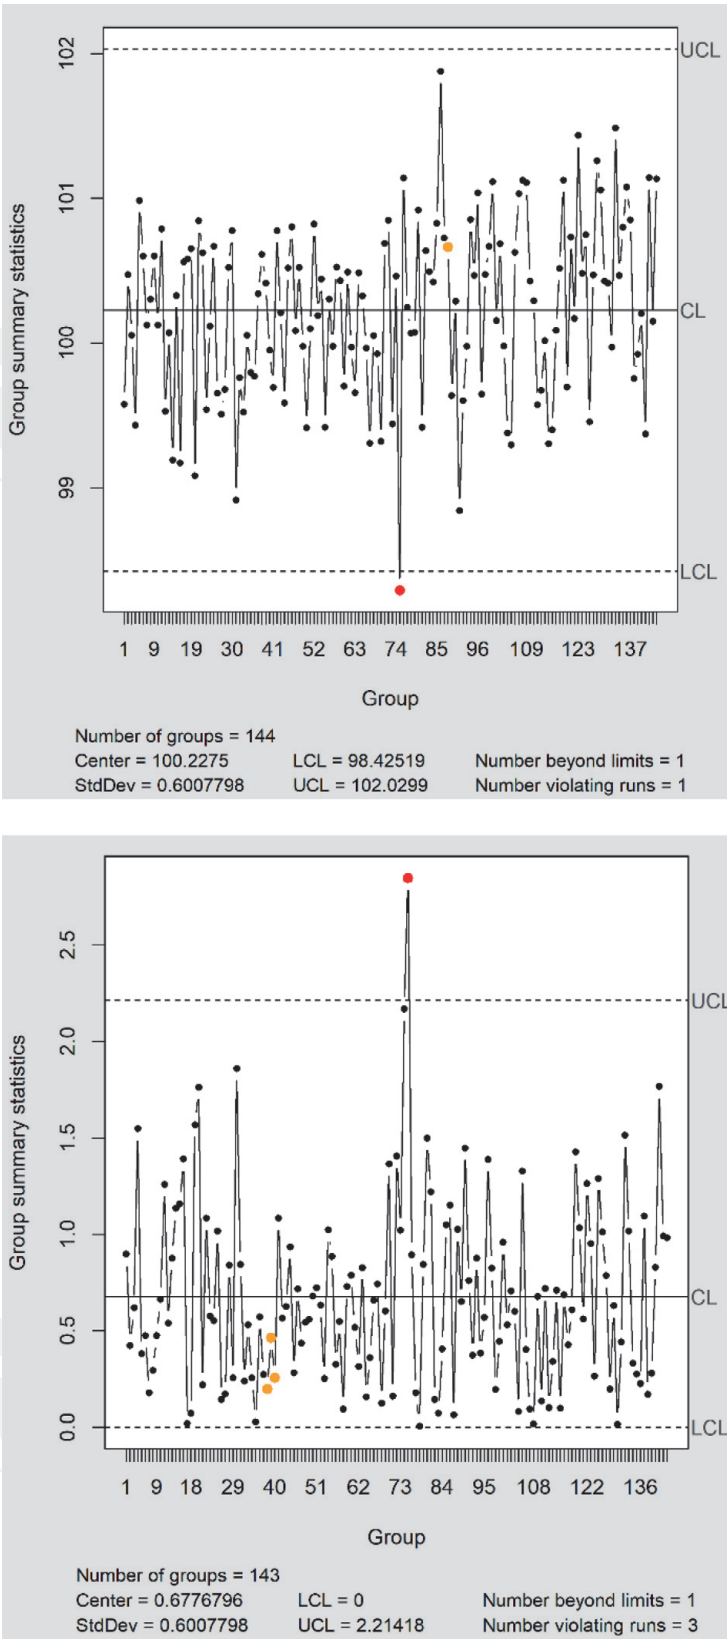 102
UCL
101
CL
100
99
LCL
Group summary statistics
1 9 19 30 41 52 63 74 85 96 109 123 137
Group
Number of groups = 144
Center = 100.2275 LCL = 98.42519 Number beyond limits = 1
StdDev = 0.6007798 UCL = 102.0299 Number violating runs = 1
2.5
UCL
2.0
1.5
1.0
CL
0.5
0.0
LCL
Group summary statistics
1 9 18 29 40 51 62 73 84 95 108 122 136
Group
Number of groups = 143
Center = 0.6776796 LCL = 0 Number beyond limits = 1
StdDev = 0.6007798 UCL = 2.21418 Number violating runs = 3